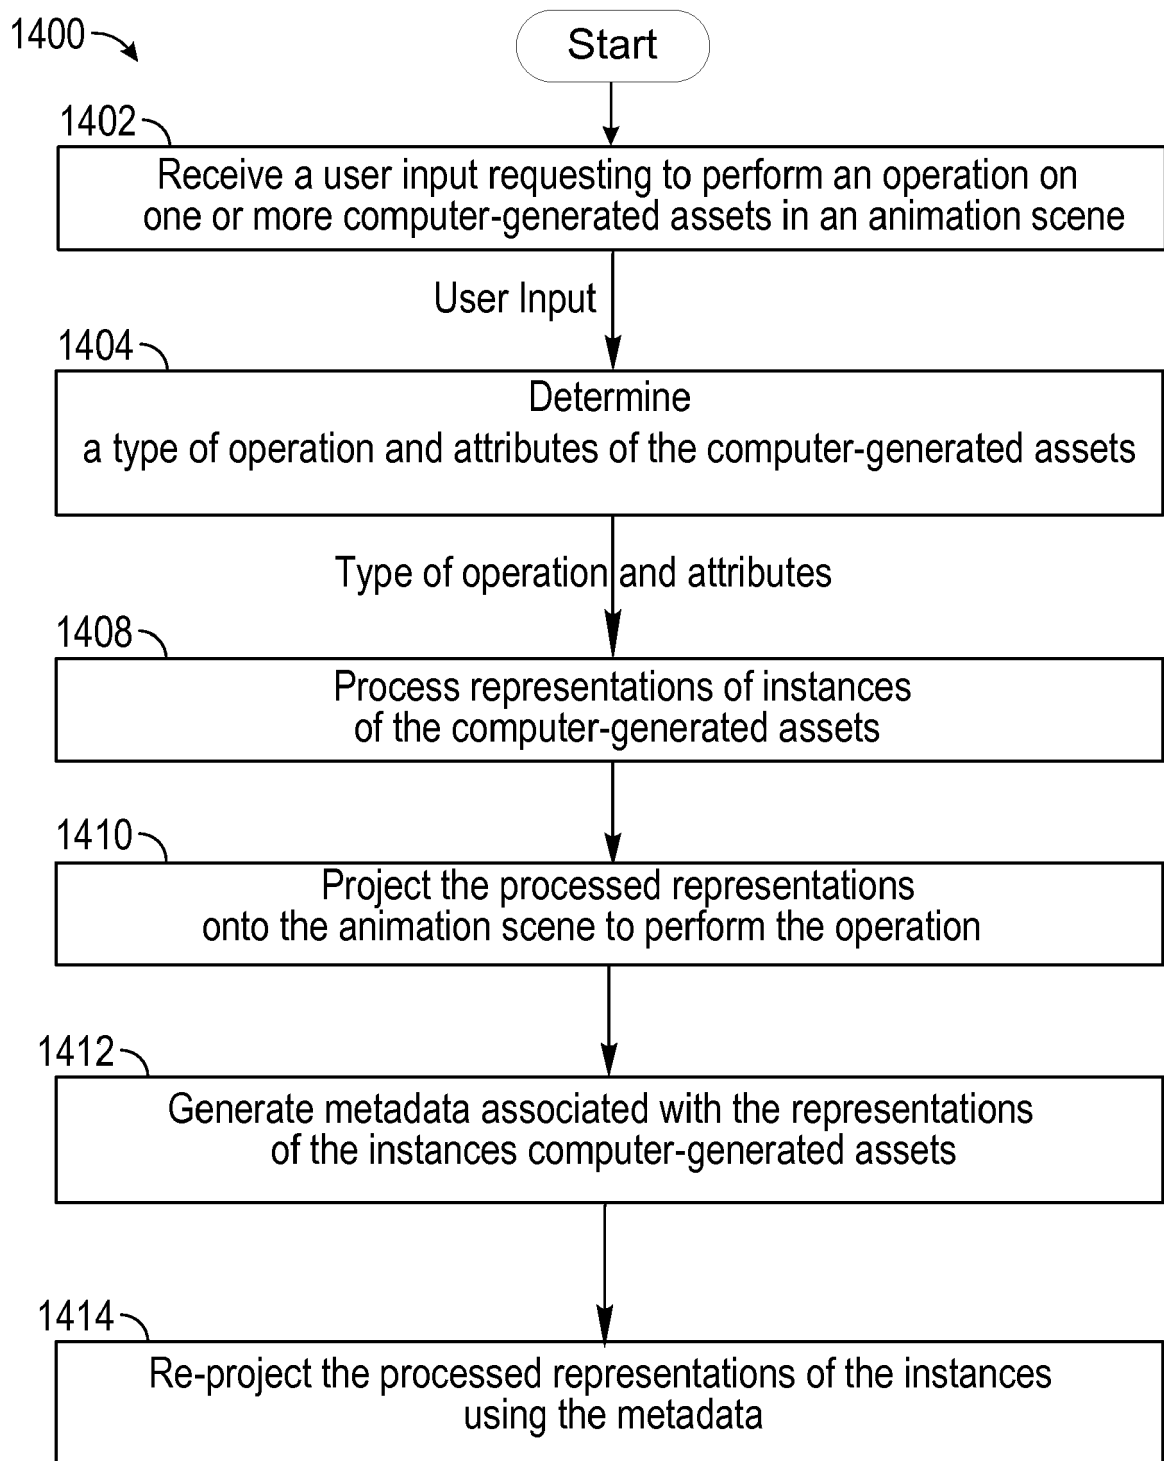 1400
Start
1402
Receive a user input requesting to perform an operation on
one or more computer-generated assets in an animation scene
User Input
1404
Determine
a type of operation and attributes of the computer-generated assets
Type of operation and attributes
1408
Process representations of instances
of the computer-generated assets
1410
Project the processed representations
onto the animation scene to perform the operation
1412
Generate metadata associated with the representations
of the instances computer-generated assets
1414
Re-project the processed representations of the instances
using the metadata